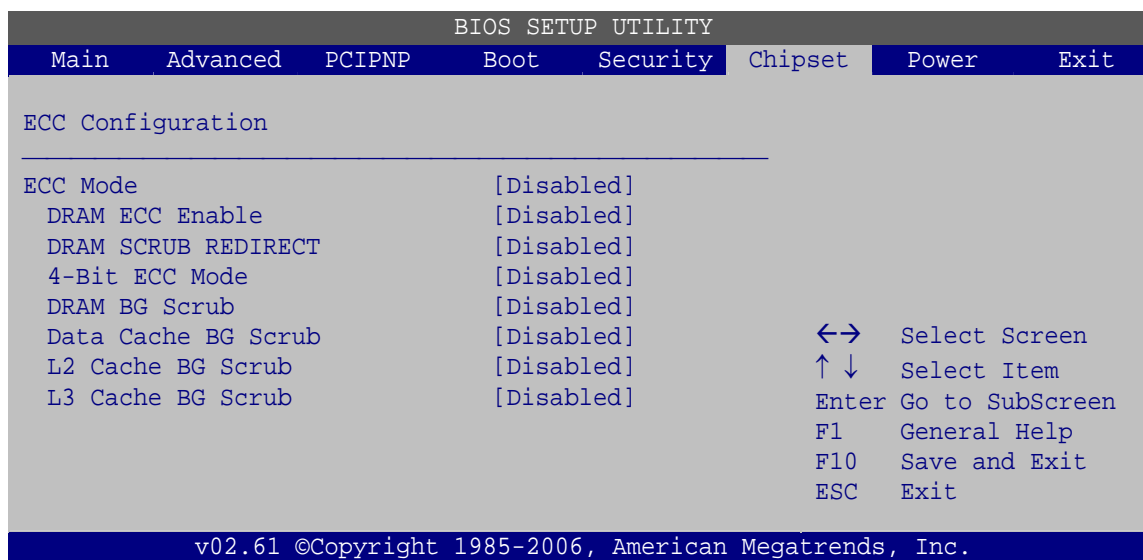 BIOS SETUP UTILITY
Main Advanced PCIPNP Boot Security Chipset Power Exit
ECC Configuration
ECC Mode [Disabled]
DRAM ECC Enable [Disabled]
DRAM SCRUB REDIRECT [Disabled]
4-Bit ECC Mode [Disabled]
DRAM BG Scrub [Disabled]
Data Cache BG Scrub [Disabled]
L2 Cache BG Scrub [Disabled]
L3 Cache BG Scrub [Disabled]
←→ Select Screen
↑ ↓ Select Item
Enter Go to SubScreen
F1 General Help
F10 Save and Exit
ESC Exit
v02.61 ©Copyright 1985-2006, American Megatrends, Inc.